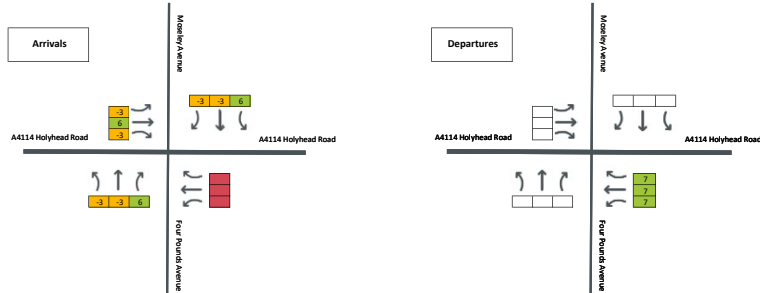 Arrivals
Moseley Avenue
-3
6
-3
-3 -3 6
A4114 Holyhead Road
A4114 Holyhead Road
-3 -3 6
Four Pounds Avenue
Departures
Moseley Avenue
A4114 Holyhead Road
A4114 Holyhead Road
7
7
7
Four Pounds Avenue